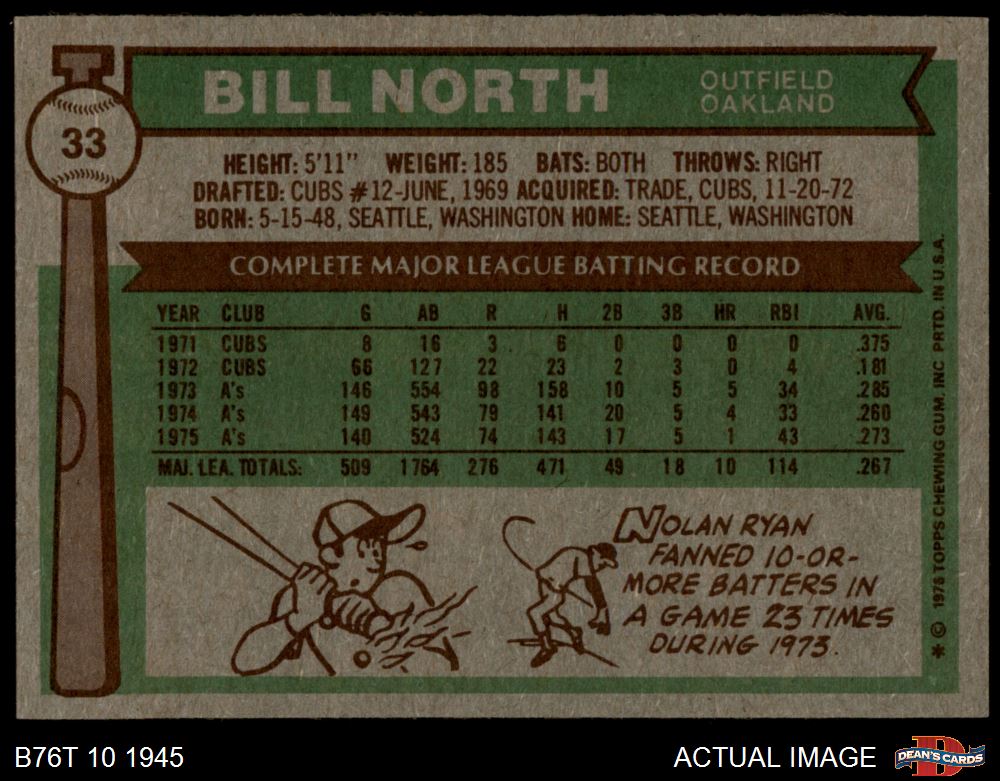 BILL NORTH
OUTFIELD
OAKLAND
33
HEIGHT: 5'11" WEIGHT: 185 BATS: BOTH THROWS: RIGHT
DRAFTED: CUBS #12-JUNE, 1969 ACQUIRED: TRADE, CUBS, 11-20-72
BORN: 5-15-48, SEATTLE, WASHINGTON HOME: SEATTLE, WASHINGTON
COMPLETE MAJOR LEAGUE BATTING RECORD
YEAR CLUB G AB R H 2B 3B HR RBI AVG.
1971 CUBS 8 16 3 6 0 0 0 0 .375
1972 CUBS 66 127 22 23 2 3 0 4 .181
1973 A's 146 554 98 158 10 5 5 34 .285
1974 A's 149 543 79 141 20 5 4 33 .260
1975 A's 140 524 74 143 17 5 1 43 .273
MAJ. LEA. TOTALS: 509 1764 276 471 49 18 10 114 .267
NOLAN RYAN
FANNED 10-OR-
MORE BATTERS IN
A GAME 23 TIMES
DURING 1973.
* © 1976 TOPPS CHEWING GUM, INC PRTD. IN U.S.A.
B76T 10 1945
ACTUAL IMAGE
D
DEAN'S CARDS